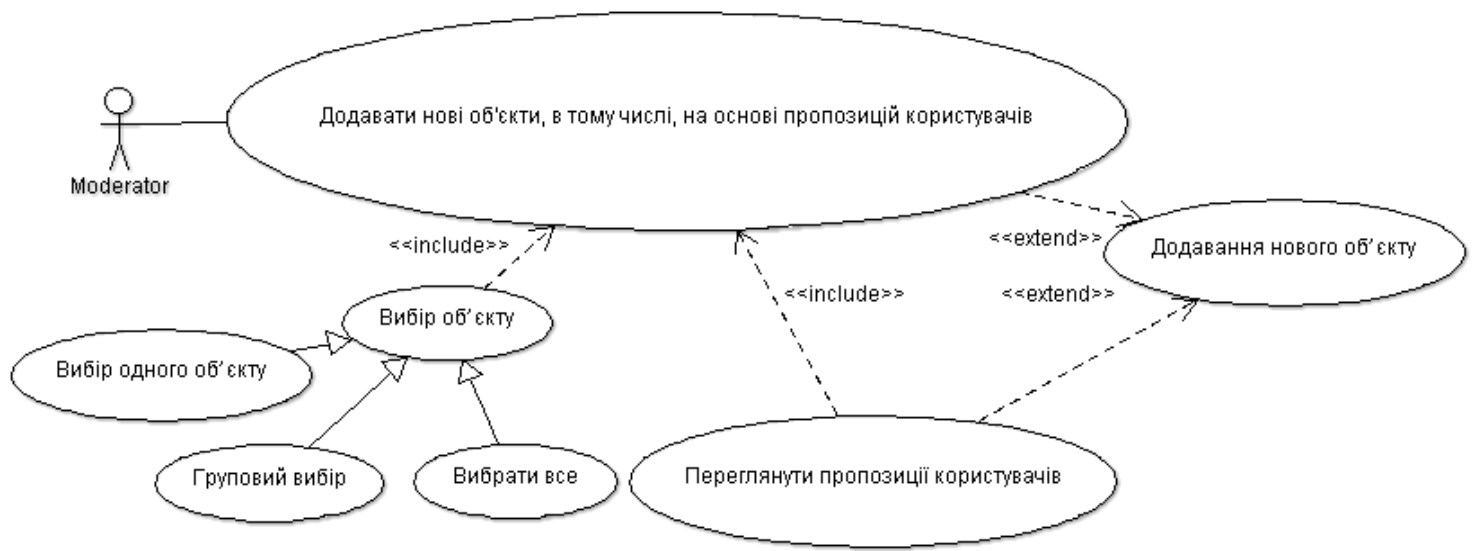 Додавати нові об'єкти, в тому числі, на основі пропозицій користувачів
Moderator
<<include>>
<<extend>>
Додавання нового об'єкту
<<include>>
<<extend>>
Вибір об'єкту
Вибір одного об'єкту
Груповий вибір
Вибрати все
Переглянути пропозиції користувачів